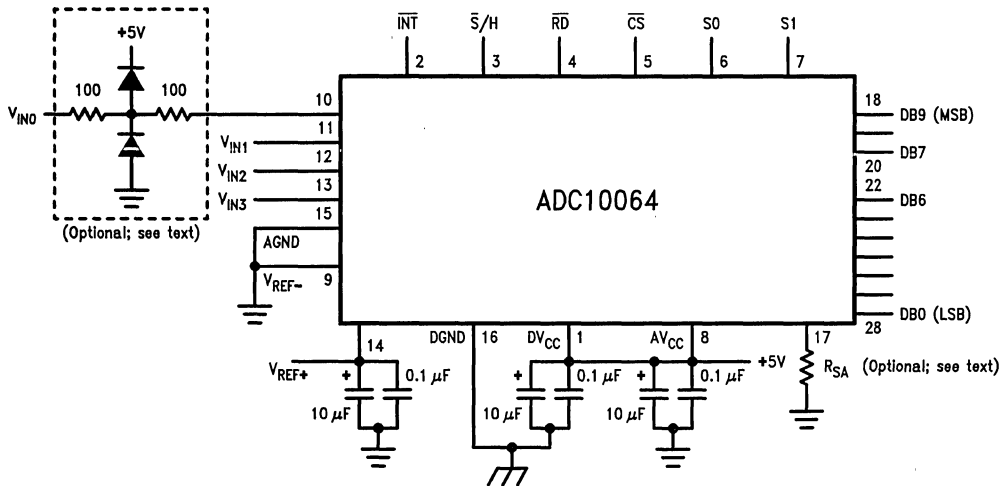 +5V
100 100
V_IN0
(Optional; see text)
I̅N̅T̅ S̅/H R̅D̅ C̅S̅ S0 S1
2 3 4 5 6 7
10
11
V_IN1
12
V_IN2
13
V_IN3
15
AGND
V_REF- 9
ADC10064
18
DB9 (MSB)
DB7
20
22
DB6
DB0 (LSB)
28
14 DGND 16 DV_CC 1 AV_CC 8 17
V_REF+ + 0.1 μF + 0.1 μF + 0.1 μF +5V R_SA (Optional; see text)
10 μF 10 μF 10 μF